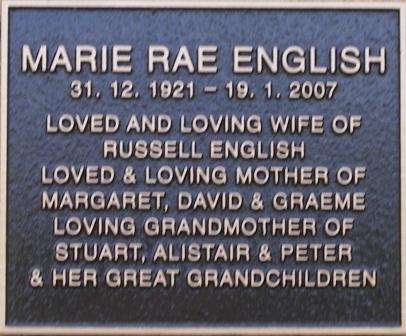 MARIE RAE ENGLISH
31. 12. 1921 – 19. 1. 2007
LOVED AND LOVING WIFE OF
RUSSELL ENGLISH
LOVED & LOVING MOTHER OF
MARGARET, DAVID & GRAEME
LOVING GRANDMOTHER OF
STUART, ALISTAIR & PETER
& HER GREAT GRANDCHILDREN